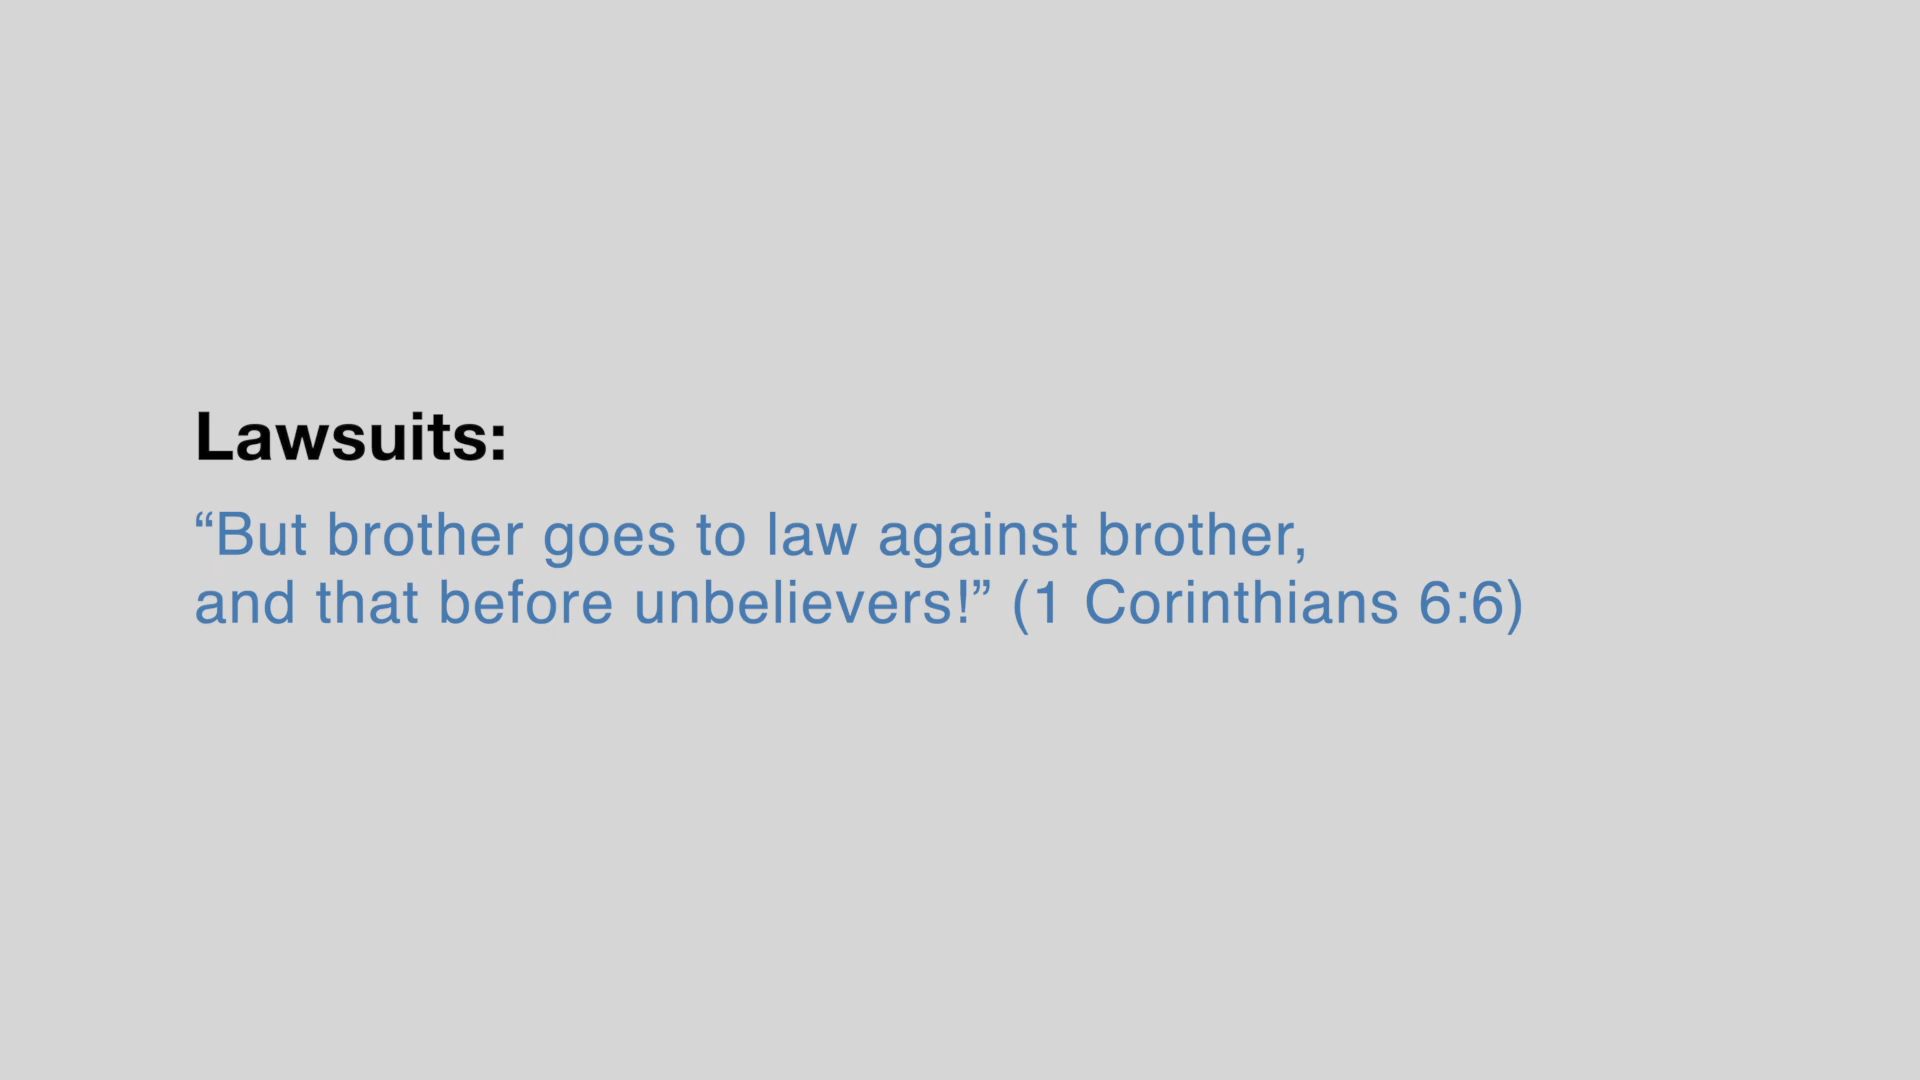 Lawsuits:
“But brother goes to law against brother,
and that before unbelievers!” (1 Corinthians 6:6)